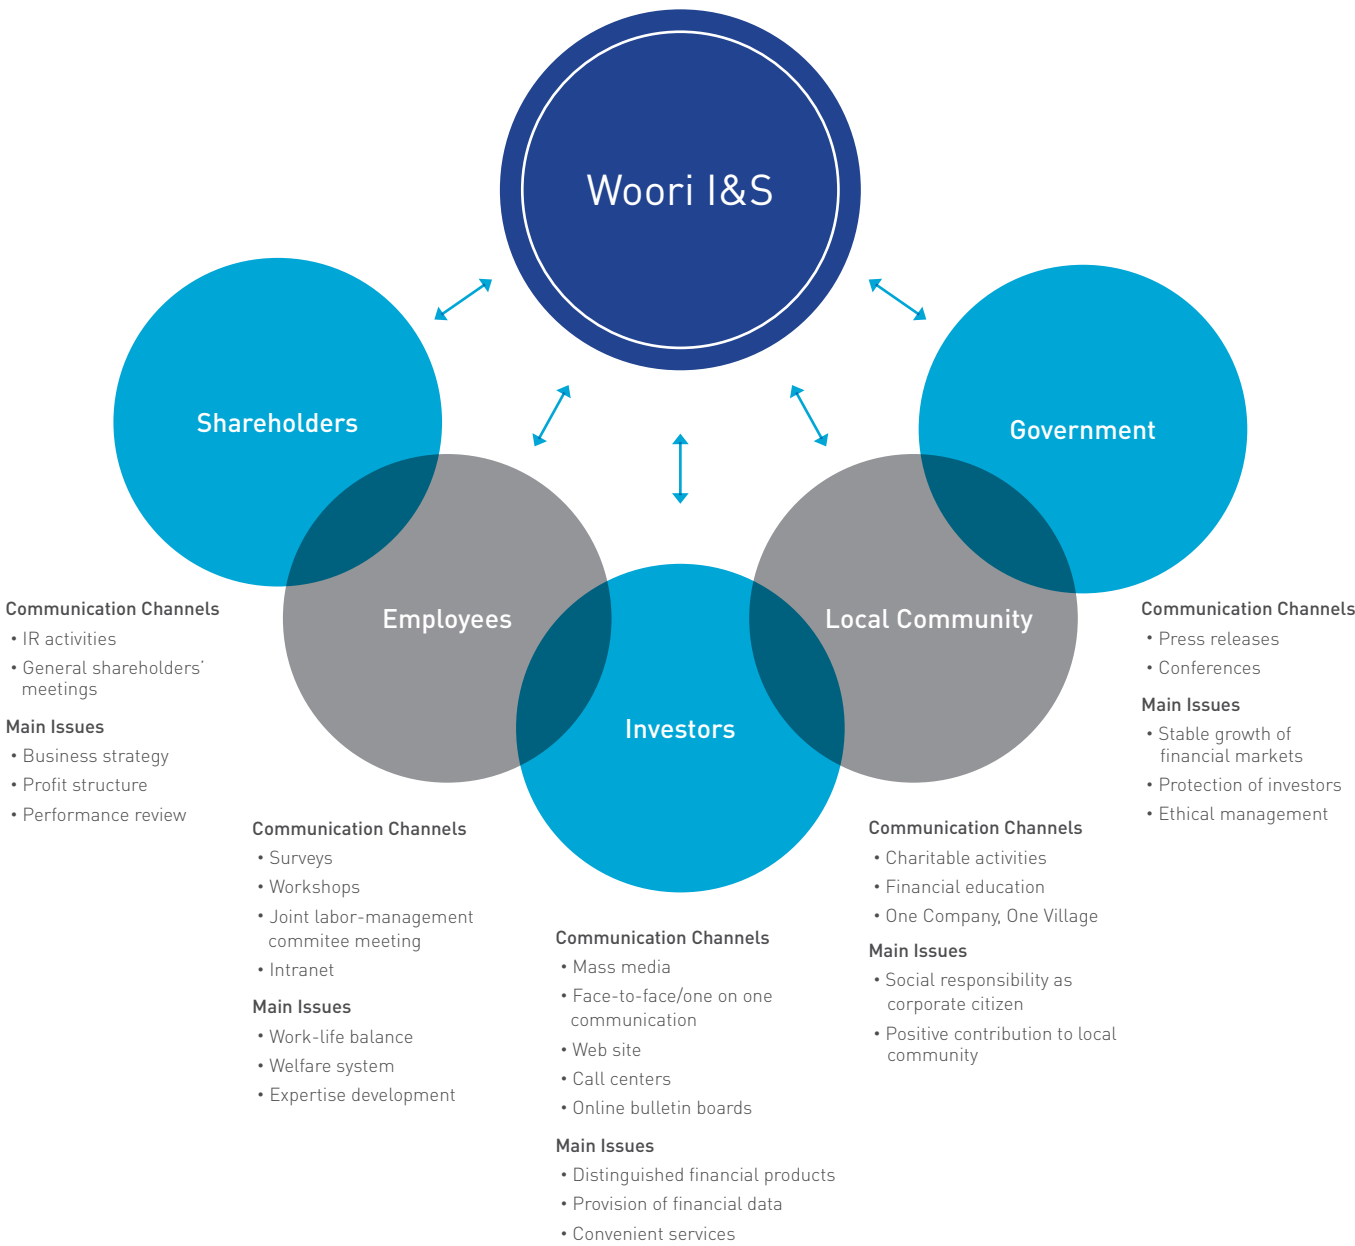 Woori I&S
Shareholders
Government
Employees
Local Community
Investors
Communication Channels
• IR activities
• General shareholders'
meetings
Main Issues
• Business strategy
• Profit structure
• Performance review
Communication Channels
• Surveys
• Workshops
• Joint labor-management
commitee meeting
• Intranet
Main Issues
• Work-life balance
• Welfare system
• Expertise development
Communication Channels
• Mass media
• Face-to-face/one on one
communication
• Web site
• Call centers
• Online bulletin boards
Main Issues
• Distinguished financial products
• Provision of financial data
• Convenient services
Communication Channels
• Charitable activities
• Financial education
• One Company, One Village
Main Issues
• Social responsibility as
corporate citizen
• Positive contribution to local
community
Communication Channels
• Press releases
• Conferences
Main Issues
• Stable growth of
financial markets
• Protection of investors
• Ethical management